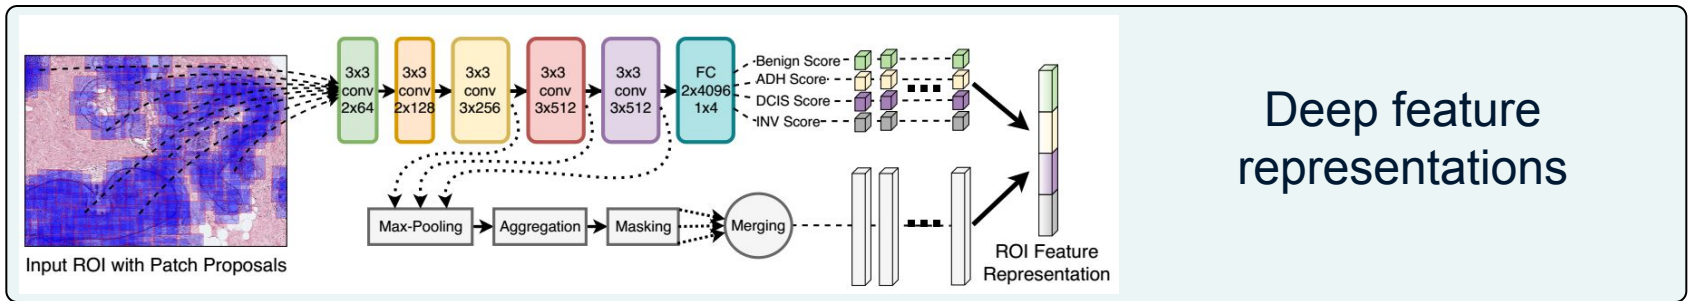 3x3
conv
2x64
3x3
conv
2x128
3x3
conv
3x256
3x3
conv
3x512
3x3
conv
3x512
FC
2x4096
1x4
Benign Score
ADH Score
DCIS Score
INV Score
Max-Pooling
Aggregation
Masking
Merging
Input ROI with Patch Proposals
ROI Feature
Representation
Deep feature
representations